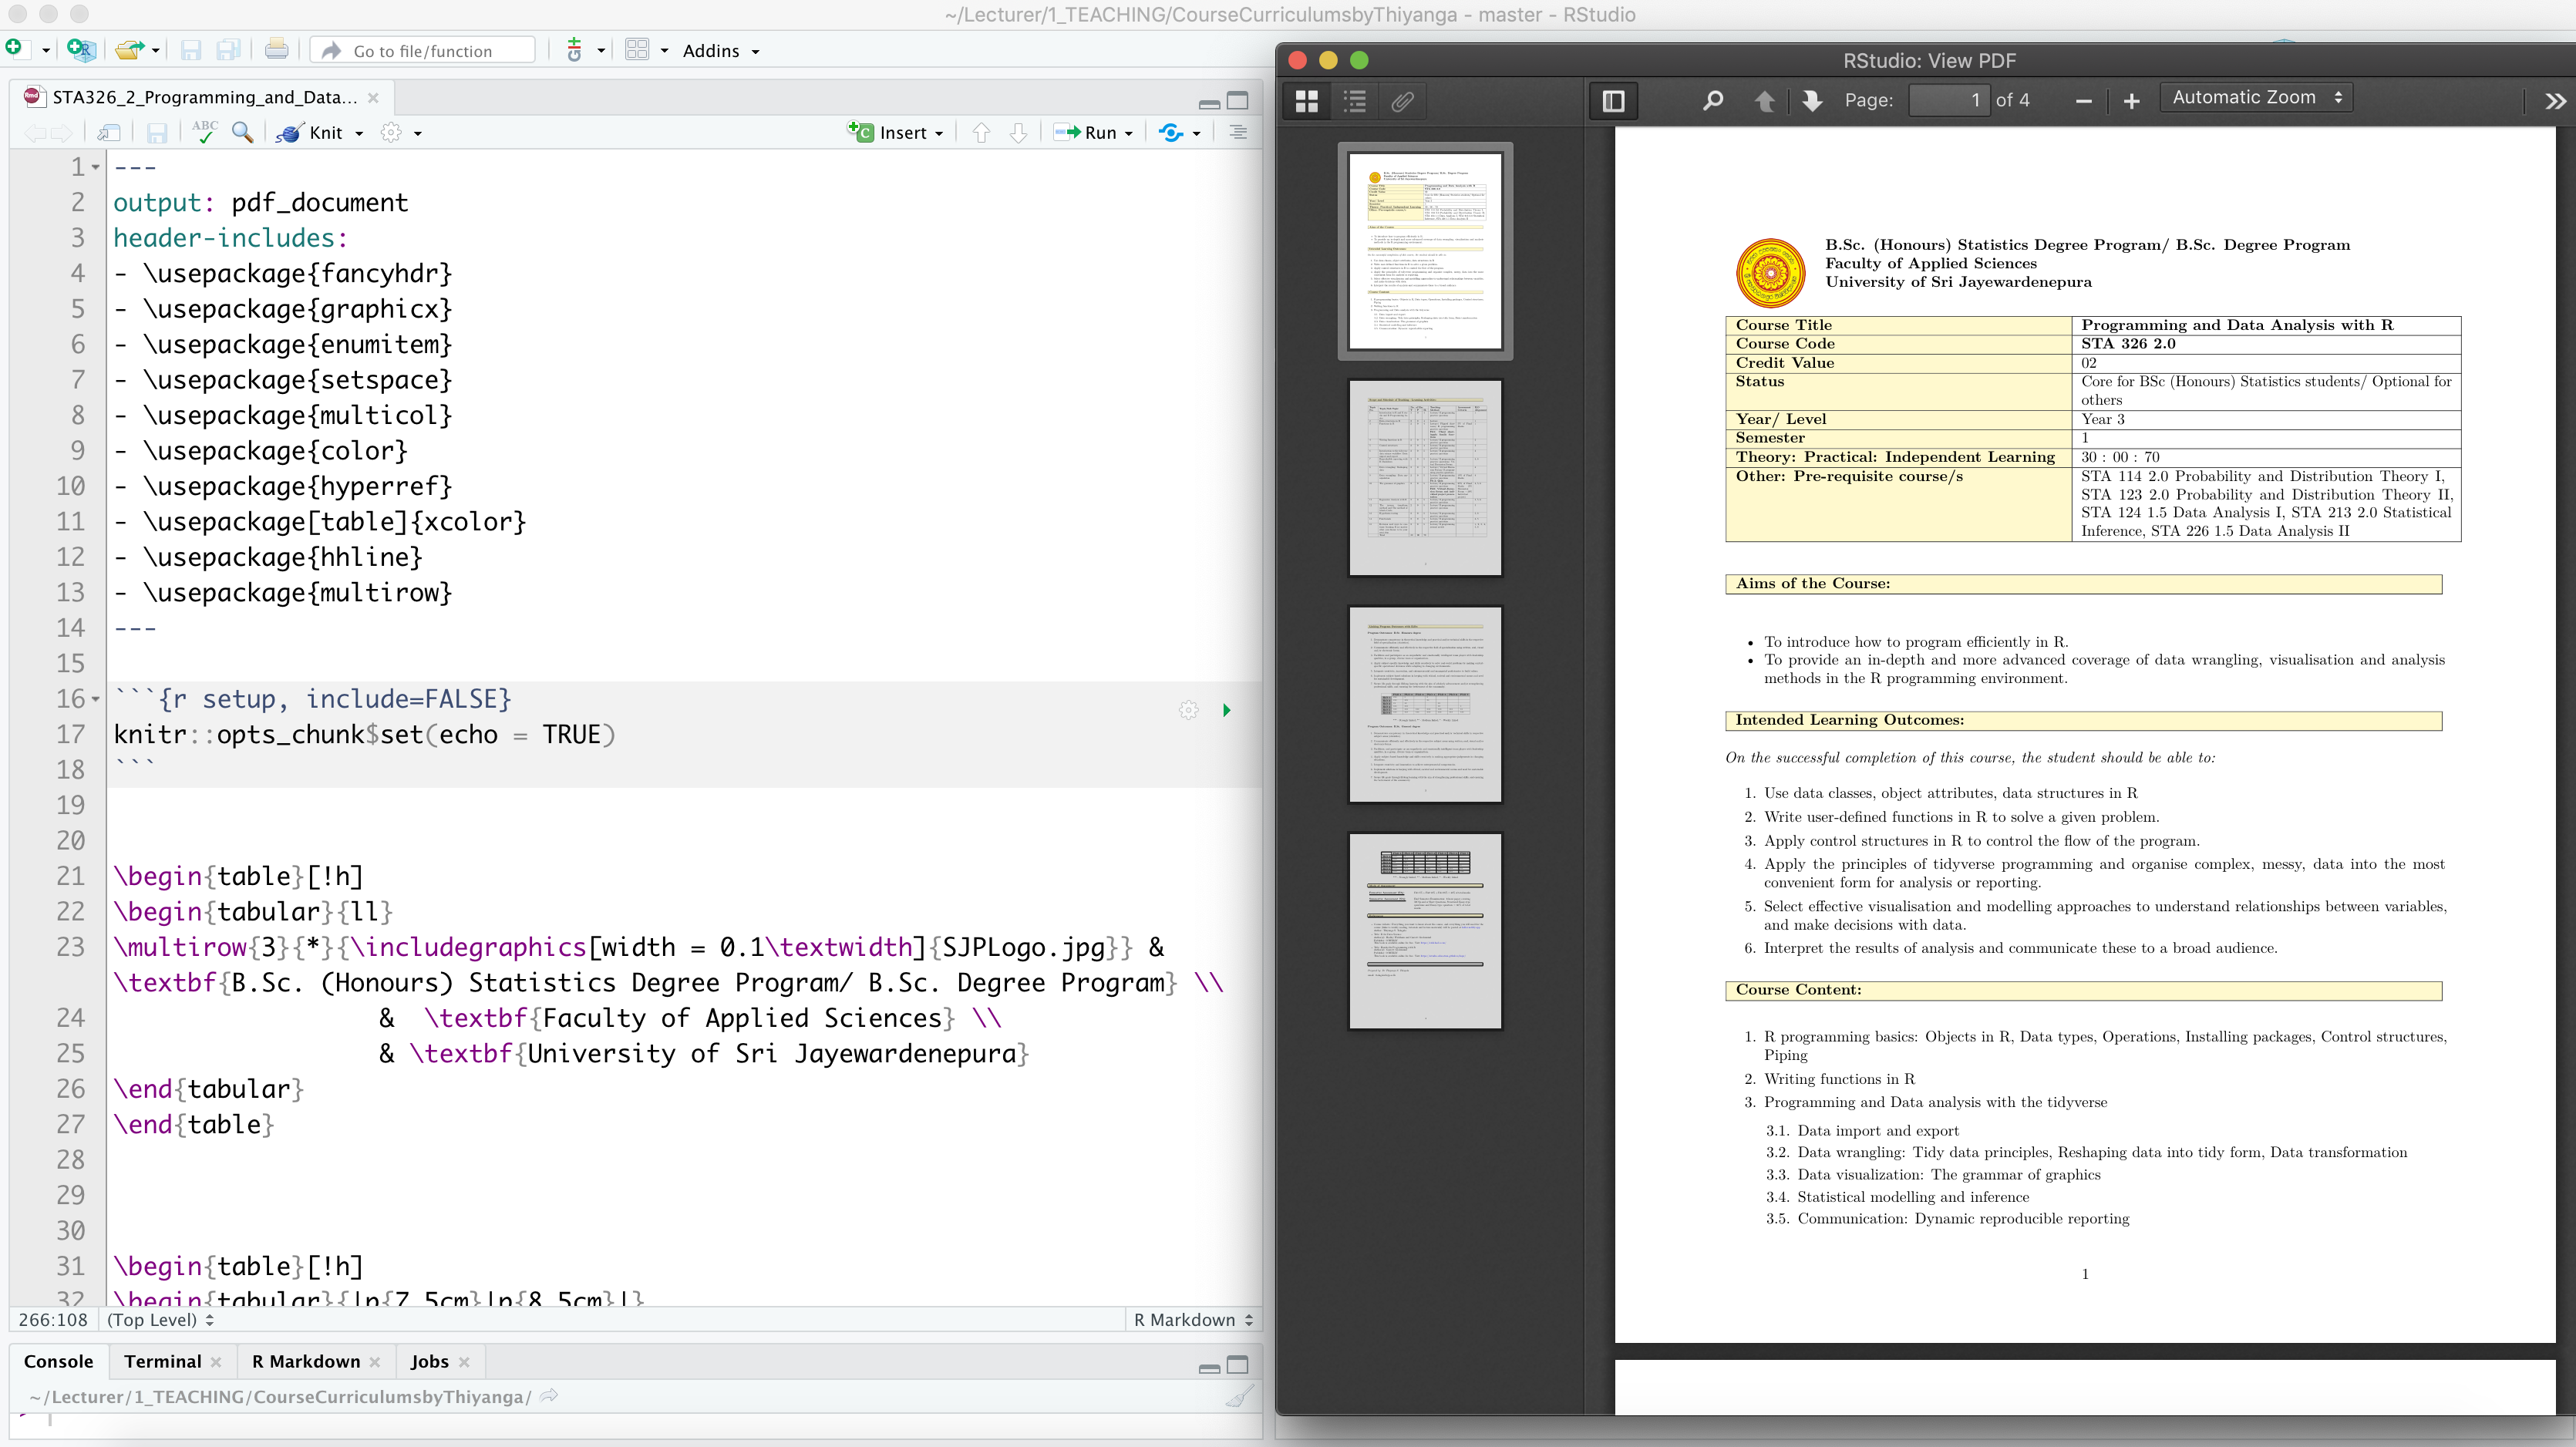 ~/Lecturer/1_TEACHING/CourseCurriculumsbyThiyanga - master - RStudio
Go to file/function
Addins
STA326_2_Programming_and_Data...
ABC
Knit
Insert
Run
1 ---
2 output: pdf_document
3 header-includes:
4 - \usepackage{fancyhdr}
5 - \usepackage{graphicx}
6 - \usepackage{enumitem}
7 - \usepackage{setspace}
8 - \usepackage{multicol}
9 - \usepackage{color}
10 - \usepackage{hyperref}
11 - \usepackage[table]{xcolor}
12 - \usepackage{hhline}
13 - \usepackage{multirow}
14 ---
15
16 ```{r setup, include=FALSE}
17 knitr::opts_chunk$set(echo = TRUE)
18 ```
19
20
21 \begin{table}[!h]
22 \begin{tabular}{ll}
23 \multirow{3}{*}{\includegraphics[width = 0.1\textwidth]{SJPLogo.jpg}} &
\textbf{B.Sc. (Honours) Statistics Degree Program/ B.Sc. Degree Program} \\
24 & \textbf{Faculty of Applied Sciences} \\
25 & \textbf{University of Sri Jayewardenepura}
26 \end{tabular}
27 \end{table}
28
29
30
31 \begin{table}[!h]
32 \begin{tabular}{|p{7.5cm}|p{8.5cm}|}
266:108 (Top Level) R Markdown
Console Terminal R Markdown Jobs
~/Lecturer/1_TEACHING/CourseCurriculumsbyThiyanga/
RStudio: View PDF
Page: 1 of 4 Automatic Zoom
B.Sc. (Honours) Statistics Degree Program/ B.Sc. Degree Program
Faculty of Applied Sciences
University of Sri Jayewardenepura
Course Title Programming and Data Analysis with R
Course Code STA 326 2.0
Credit Value 02
Status Core for BSc (Honours) Statistics students/ Optional for
others
Year/ Level Year 3
Semester 1
Theory: Practical: Independent Learning 30 : 00 : 70
Other: Pre-requisite course/s STA 114 2.0 Probability and Distribution Theory I,
STA 123 2.0 Probability and Distribution Theory II,
STA 124 1.5 Data Analysis I, STA 213 2.0 Statistical
Inference, STA 226 1.5 Data Analysis II
Aims of the Course:
• To introduce how to program efficiently in R.
• To provide an in-depth and more advanced coverage of data wrangling, visualisation and analysis
methods in the R programming environment.
Intended Learning Outcomes:
On the successful completion of this course, the student should be able to:
1. Use data classes, object attributes, data structures in R
2. Write user-defined functions in R to solve a given problem.
3. Apply control structures in R to control the flow of the program.
4. Apply the principles of tidyverse programming and organise complex, messy, data into the most
convenient form for analysis or reporting.
5. Select effective visualisation and modelling approaches to understand relationships between variables,
and make decisions with data.
6. Interpret the results of analysis and communicate these to a broad audience.
Course Content:
1. R programming basics: Objects in R, Data types, Operations, Installing packages, Control structures,
Piping
2. Writing functions in R
3. Programming and Data analysis with the tidyverse
3.1. Data import and export
3.2. Data wrangling: Tidy data principles, Reshaping data into tidy form, Data transformation
3.3. Data visualization: The grammar of graphics
3.4. Statistical modelling and inference
3.5. Communication: Dynamic reproducible reporting
1